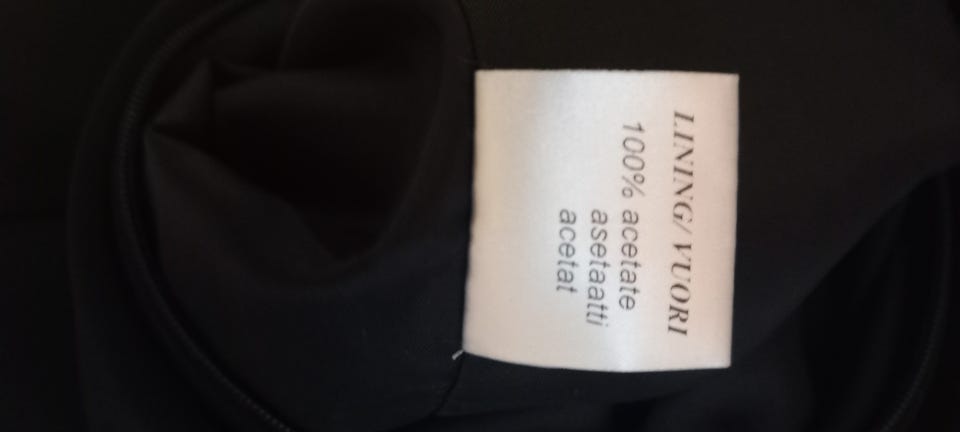 LINING/VUORI
100% acetate
asetaatti
acetat